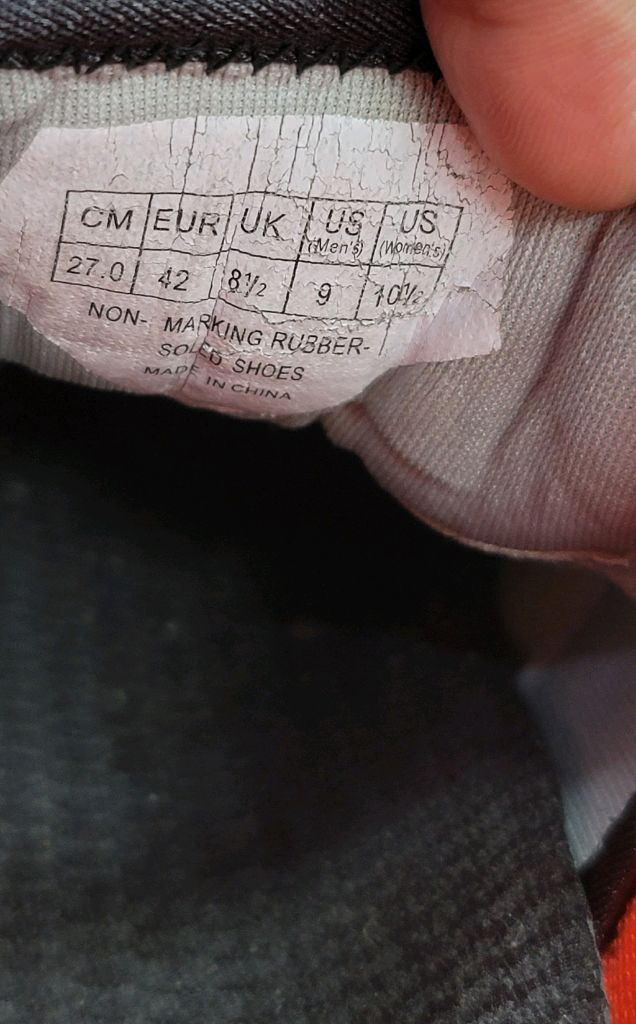 CM EUR UK US (Men's) US (Women's)
27.0 42 8½ 9 10½
NON- MARKING RUBBER-
SOLED SHOES
MADE IN CHINA